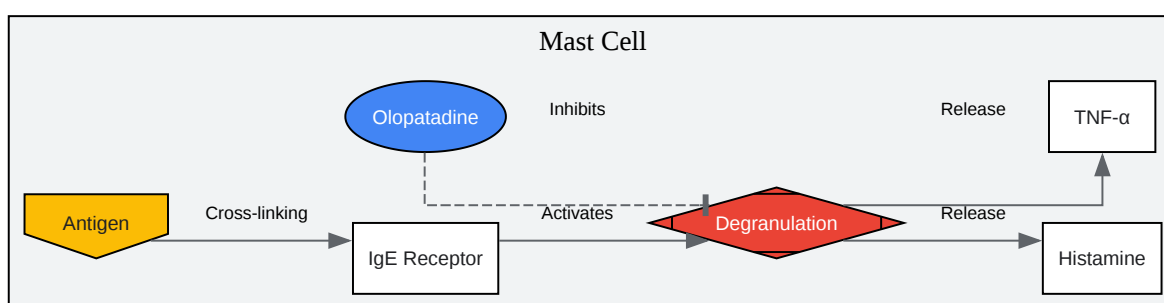 Mast Cell
Olopatadine
Inhibits
Release
TNF-α
Antigen
Cross-linking
IgE Receptor
Activates
Degranulation
Release
Histamine